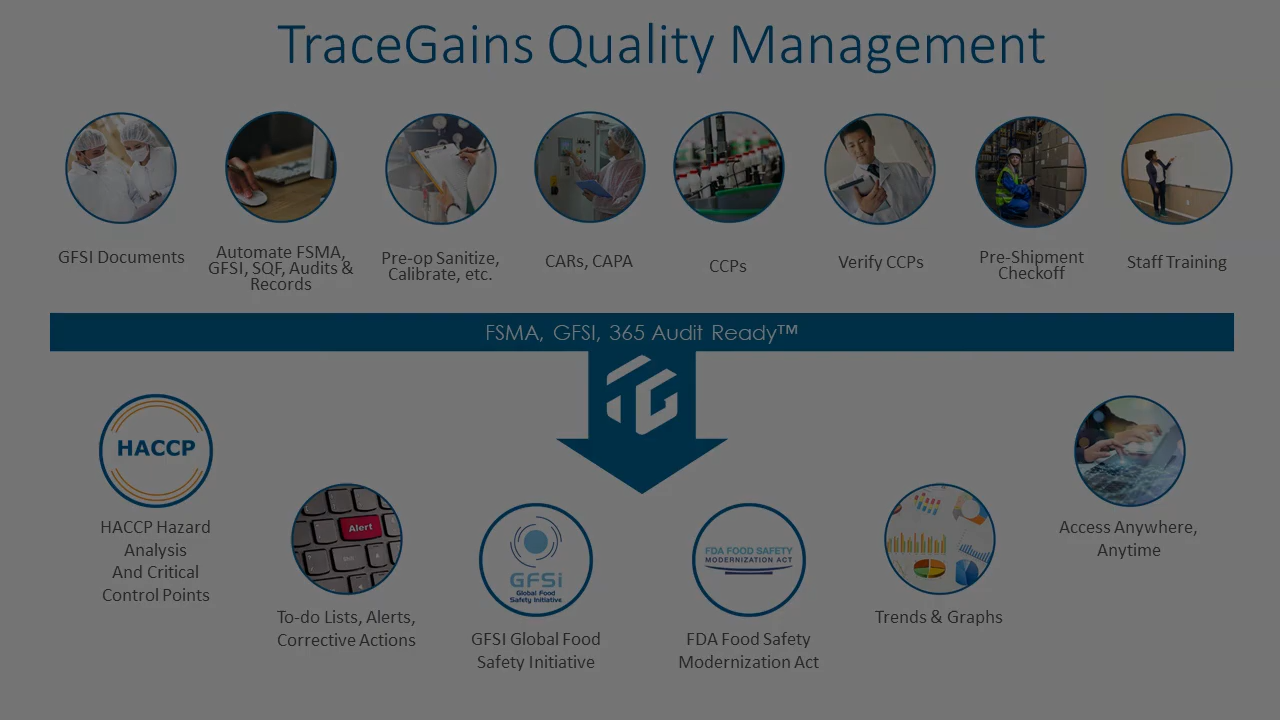 TraceGains Quality Management
GFSI Documents
Automate FSMA,
GFSI, SQF, Audits &
Records
Pre-op Sanitize,
Calibrate, etc.
CARs, CAPA
CCPs
Verify CCPs
Pre-Shipment
Checkoff
Staff Training
FSMA, GFSI, 365 Audit Ready™
TG
HACCP
HACCP Hazard
Analysis
And Critical
Control Points
Alert
To-do Lists, Alerts,
Corrective Actions
GFSi
Global Food
Safety Initiative
GFSI Global Food
Safety Initiative
FDA FOOD SAFETY
MODERNIZATION ACT
FDA Food Safety
Modernization Act
Trends & Graphs
Access Anywhere,
Anytime